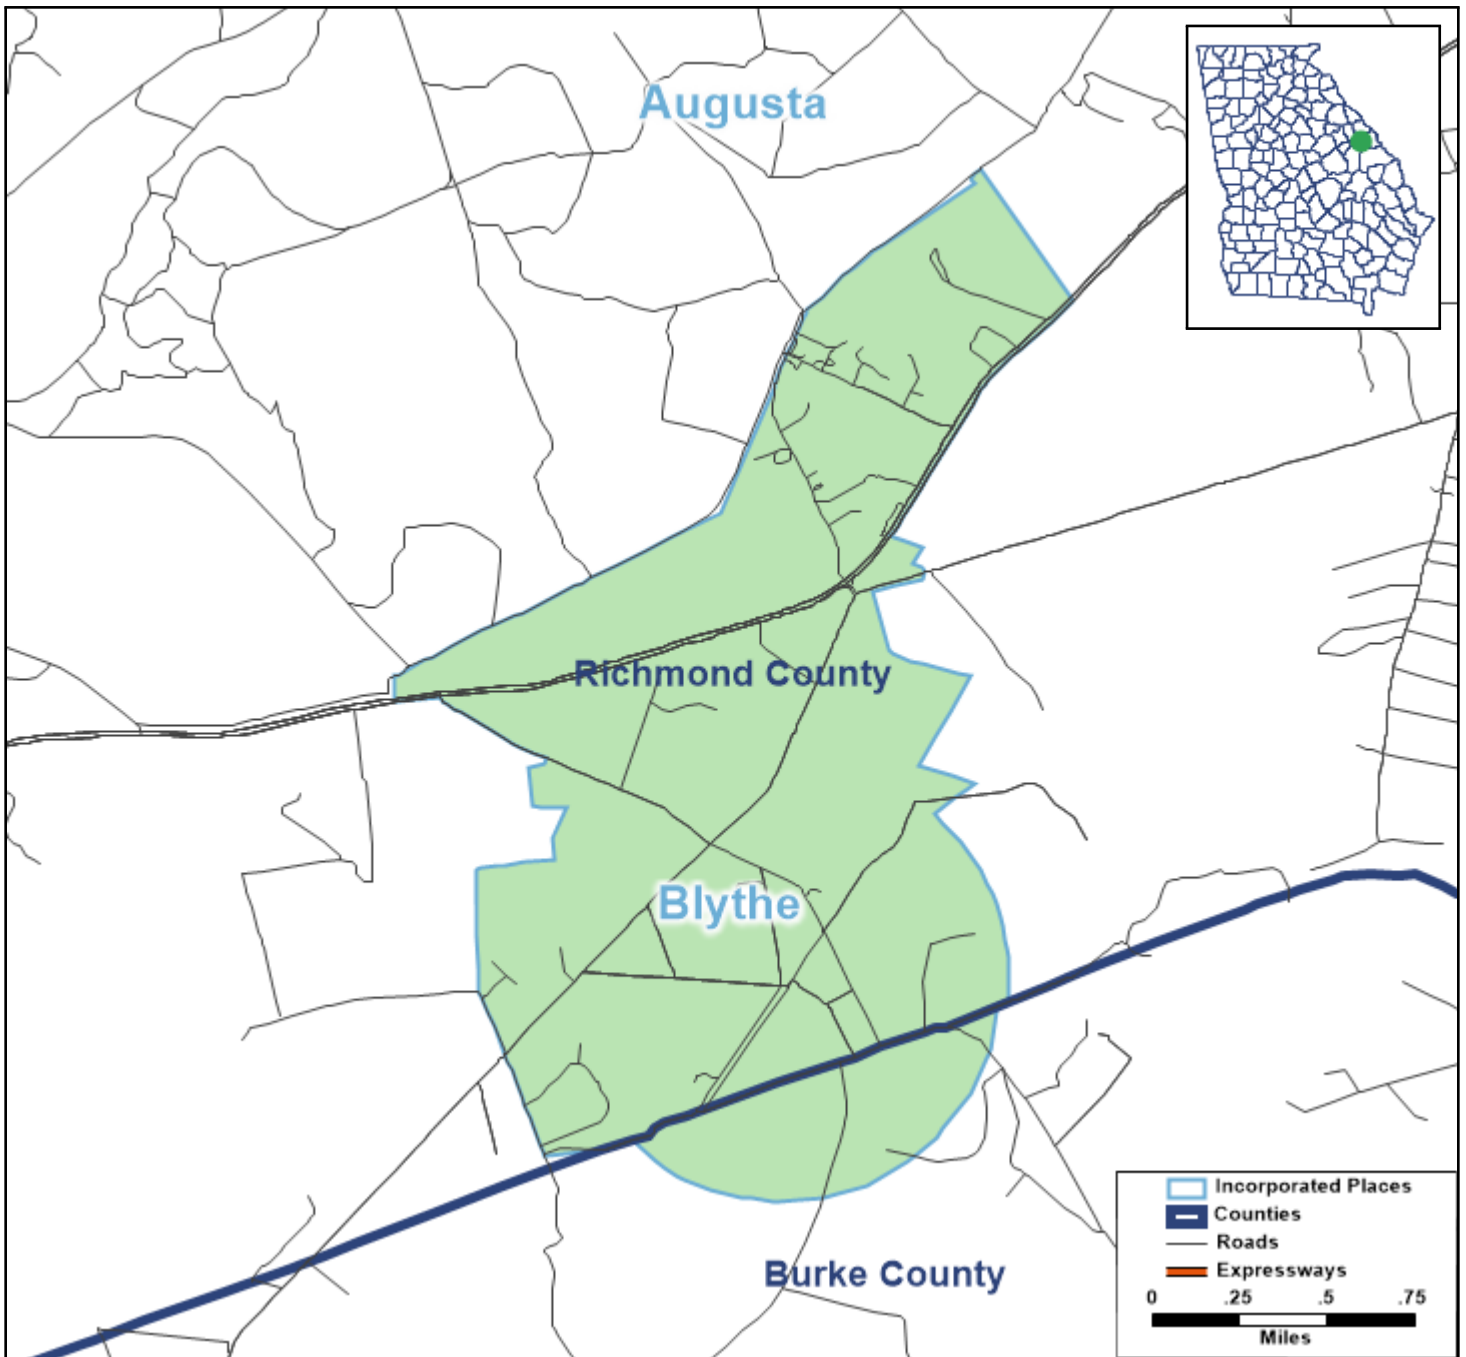 Augusta
Richmond County
Blythe
Burke County
Incorporated Places
Counties
Roads
Expressways
0 .25 .5 .75
Miles